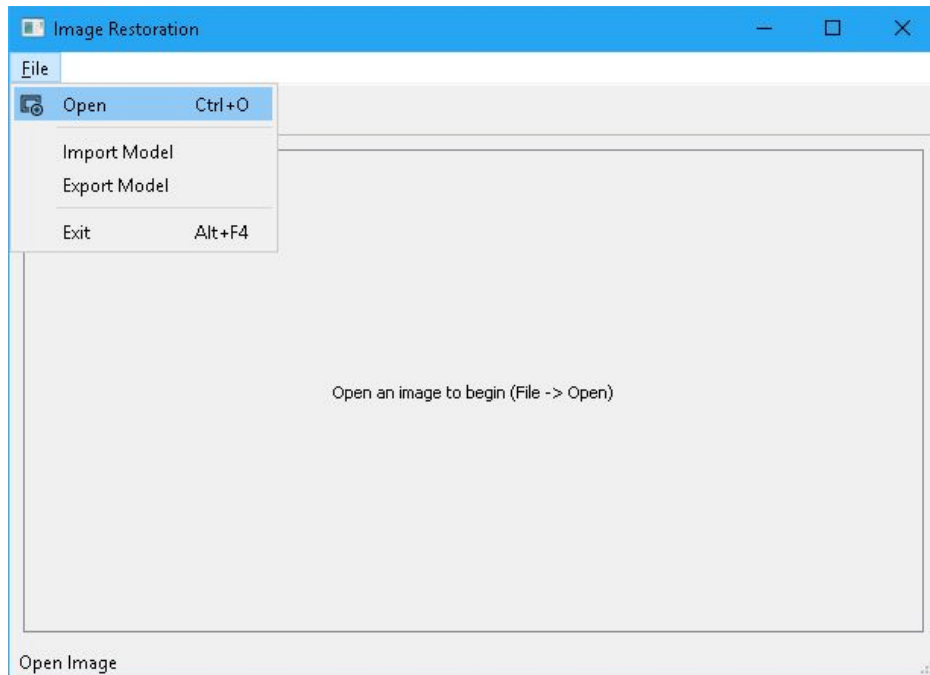 Image Restoration
File
Open Ctrl+O
Import Model
Export Model
Exit Alt+F4
Open an image to begin (File -> Open)
Open Image